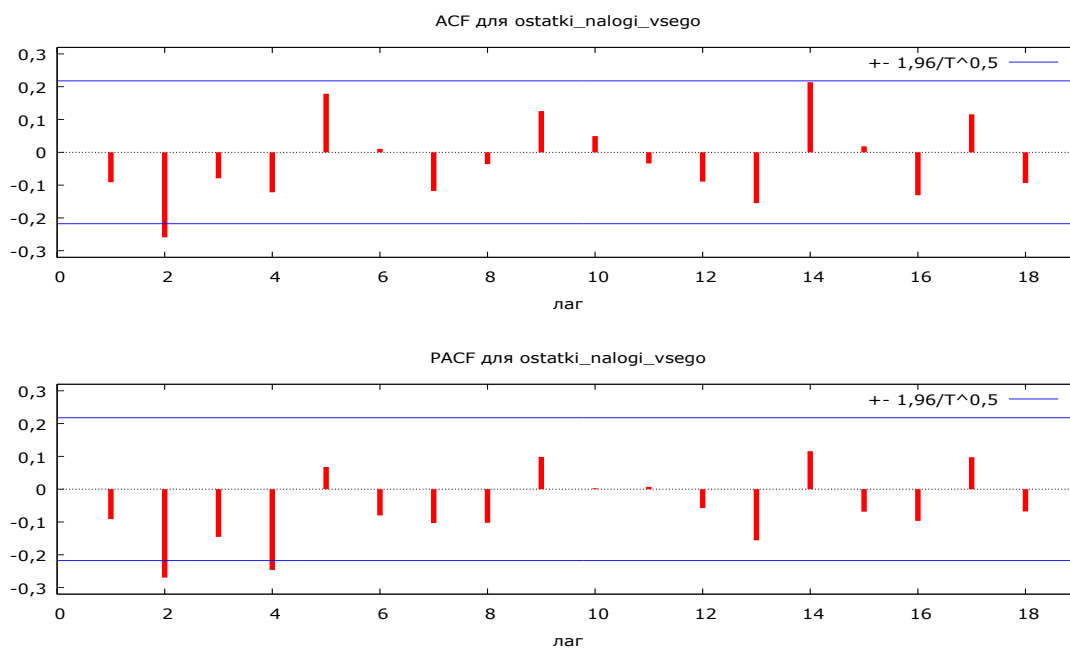 ACF для ostatki_nalogi_vsego
+- 1,96/T^0,5
0,3
0,2
0,1
0
-0,1
-0,2
-0,3
0 2 4 6 8 10 12 14 16 18
лаг
PACF для ostatki_nalogi_vsego
+- 1,96/T^0,5
0,3
0,2
0,1
0
-0,1
-0,2
-0,3
0 2 4 6 8 10 12 14 16 18
лаг